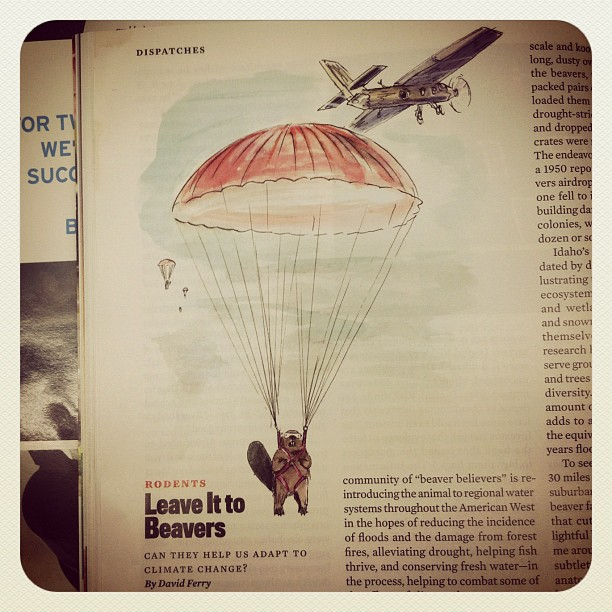 DISPATCHES
OR TW
WE'
SUCC
B
RODENTS
Leave It to
Beavers
CAN THEY HELP US ADAPT TO
CLIMATE CHANGE?
By David Ferry
community of "beaver believers" is re-
introducing the animal to regional water
systems throughout the American West
in the hopes of reducing the incidence
of floods and the damage from forest
fires, alleviating drought, helping fish
thrive, and conserving fresh water—in
the process, helping to combat some of
scale and
long, dusty
the beavers,
packed pairs
loaded them
drought-stri
and dropped
crates were
The endeavo
a 1950 repo
vers airdrop
one fell to
building da
colonies, w
dozen or so
Idaho's
dated by d
lustrating
ecosystem
and wetla
and snow
themselv
research
serve grou
and trees
diversity.
amount o
adds to a
the equiv
years floo
To see
30 miles
suburba
beaver fa
that cut
lightful
me arou
subtlet
anat